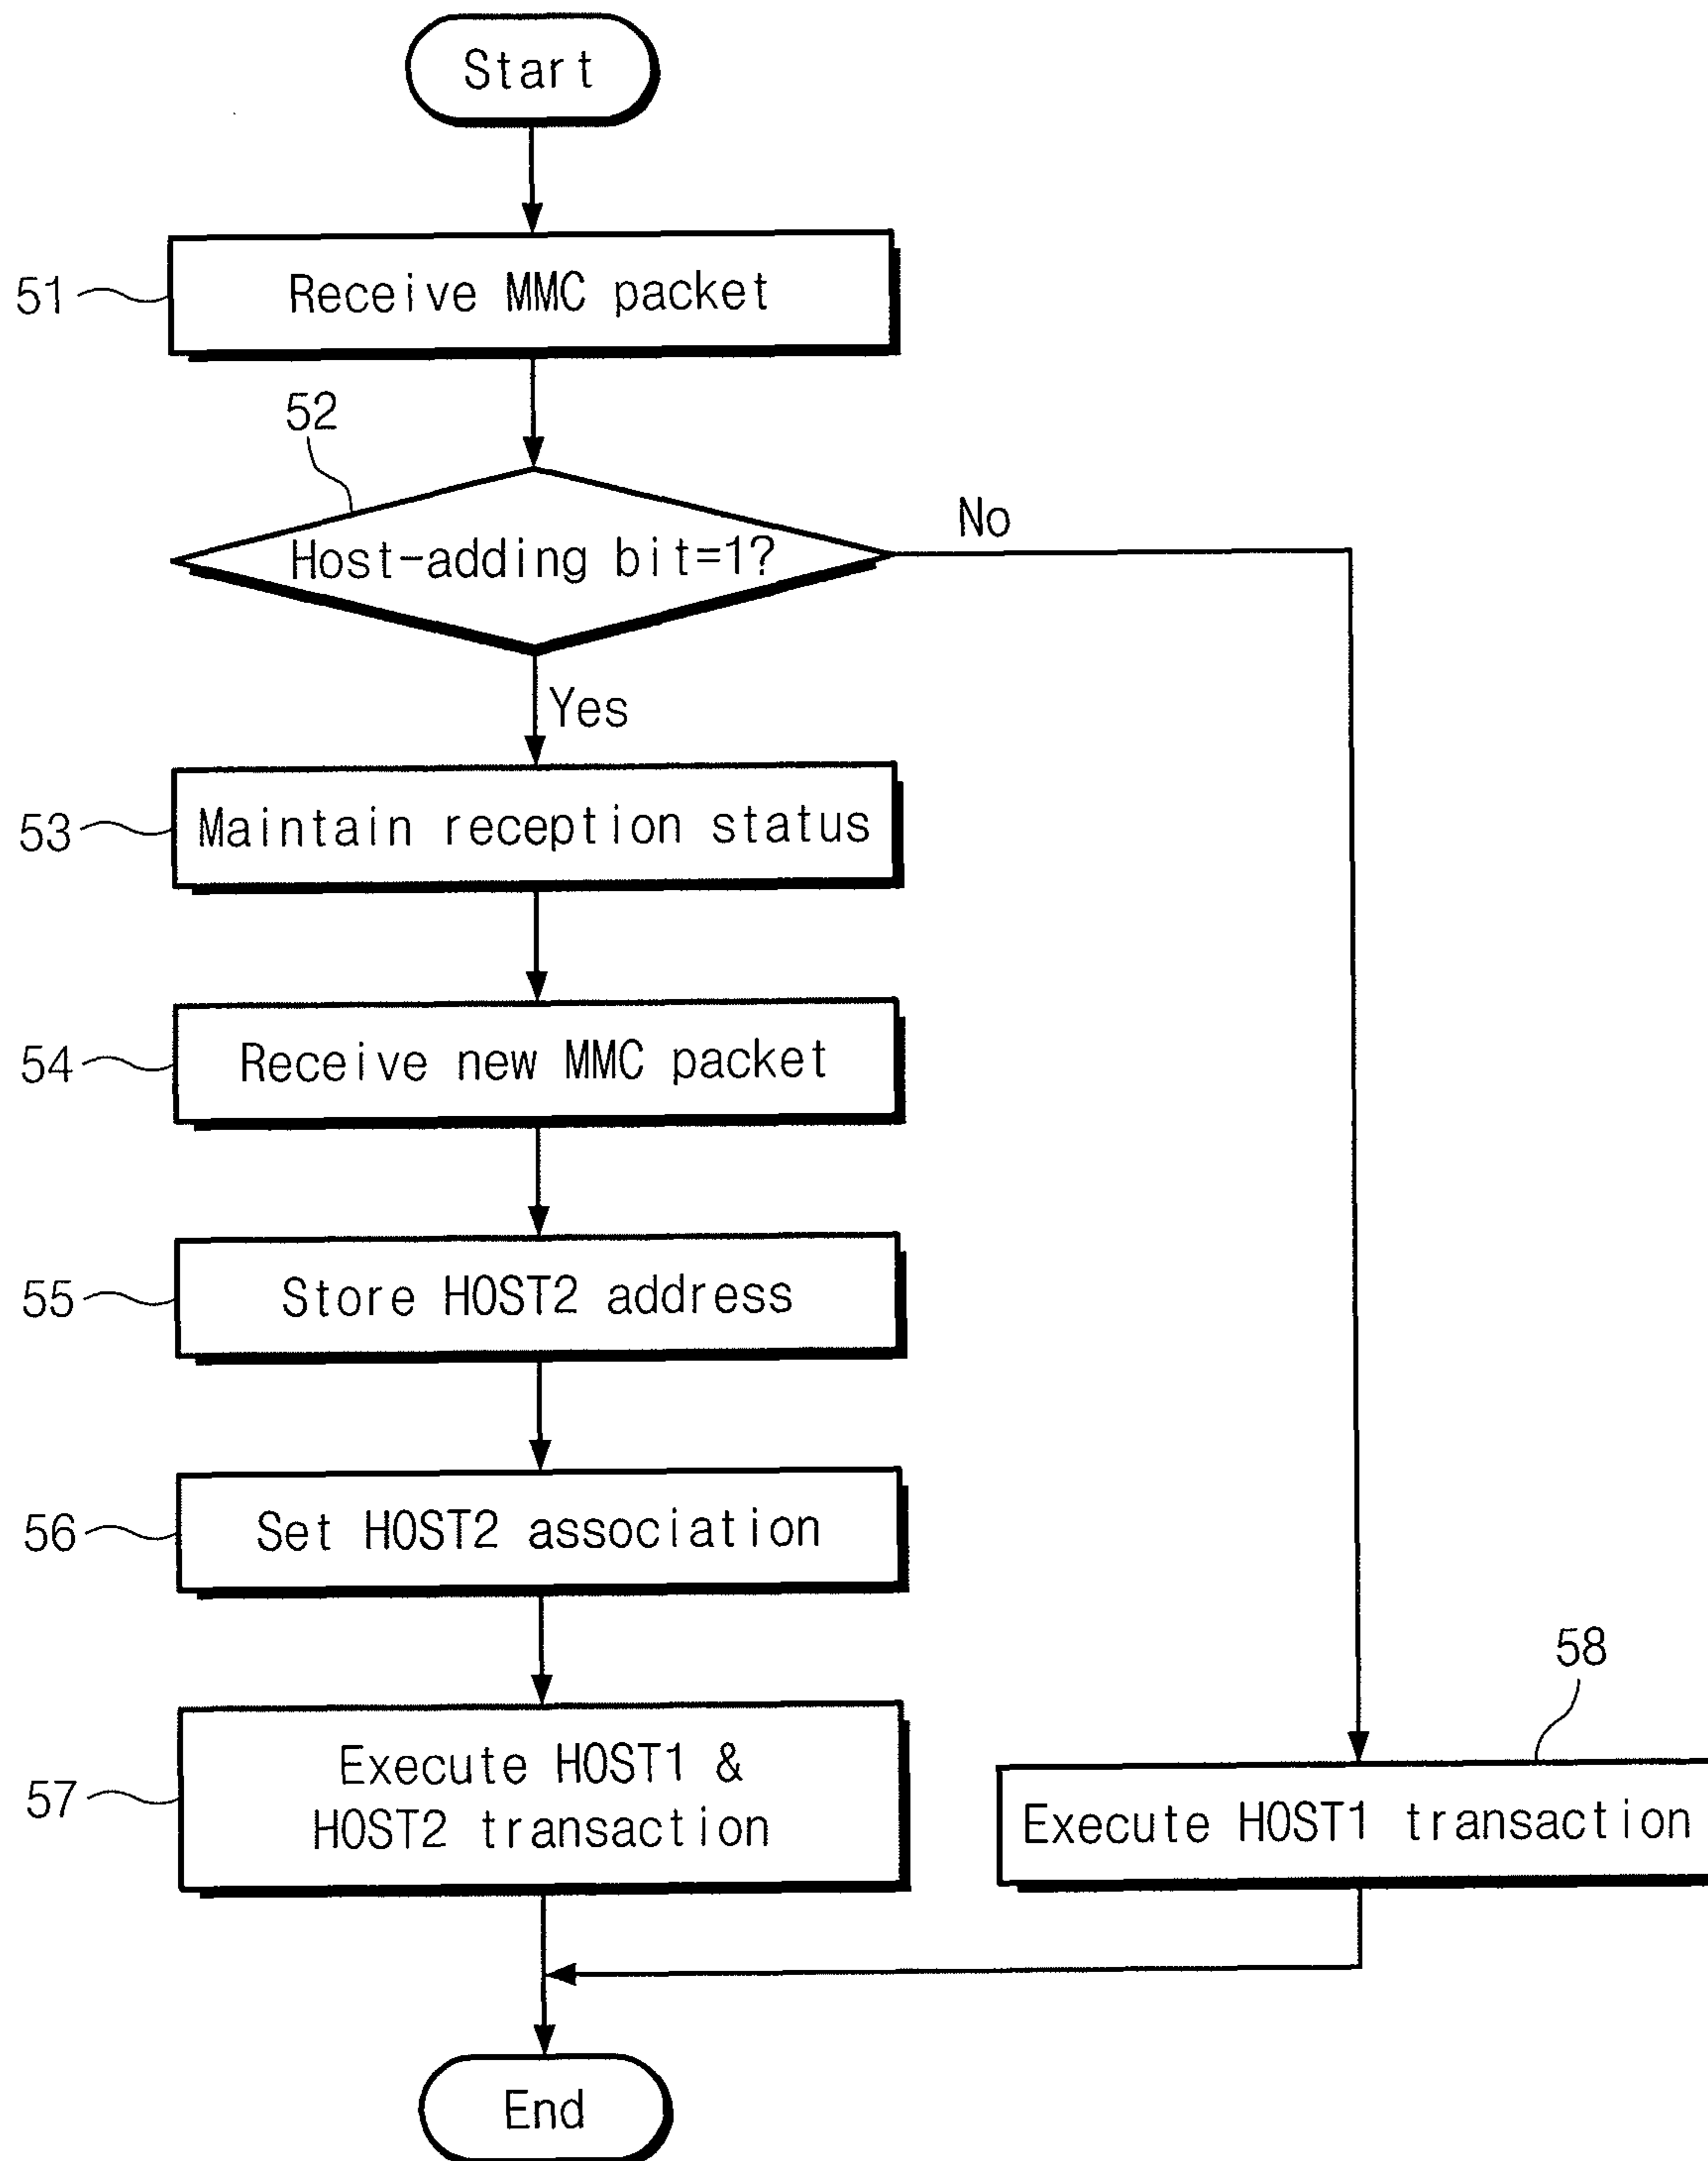 Start
51
Receive MMC packet
52
Host-adding bit=1?
No
Yes
53
Maintain reception status
54
Receive new MMC packet
55
Store HOST2 address
56
Set HOST2 association
57
Execute HOST1 &
HOST2 transaction
58
Execute HOST1 transaction
End